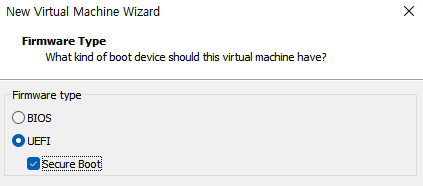 New Virtual Machine Wizard
Firmware Type
What kind of boot device should this virtual machine have?
Firmware type
BIOS
UEFI
Secure Boot